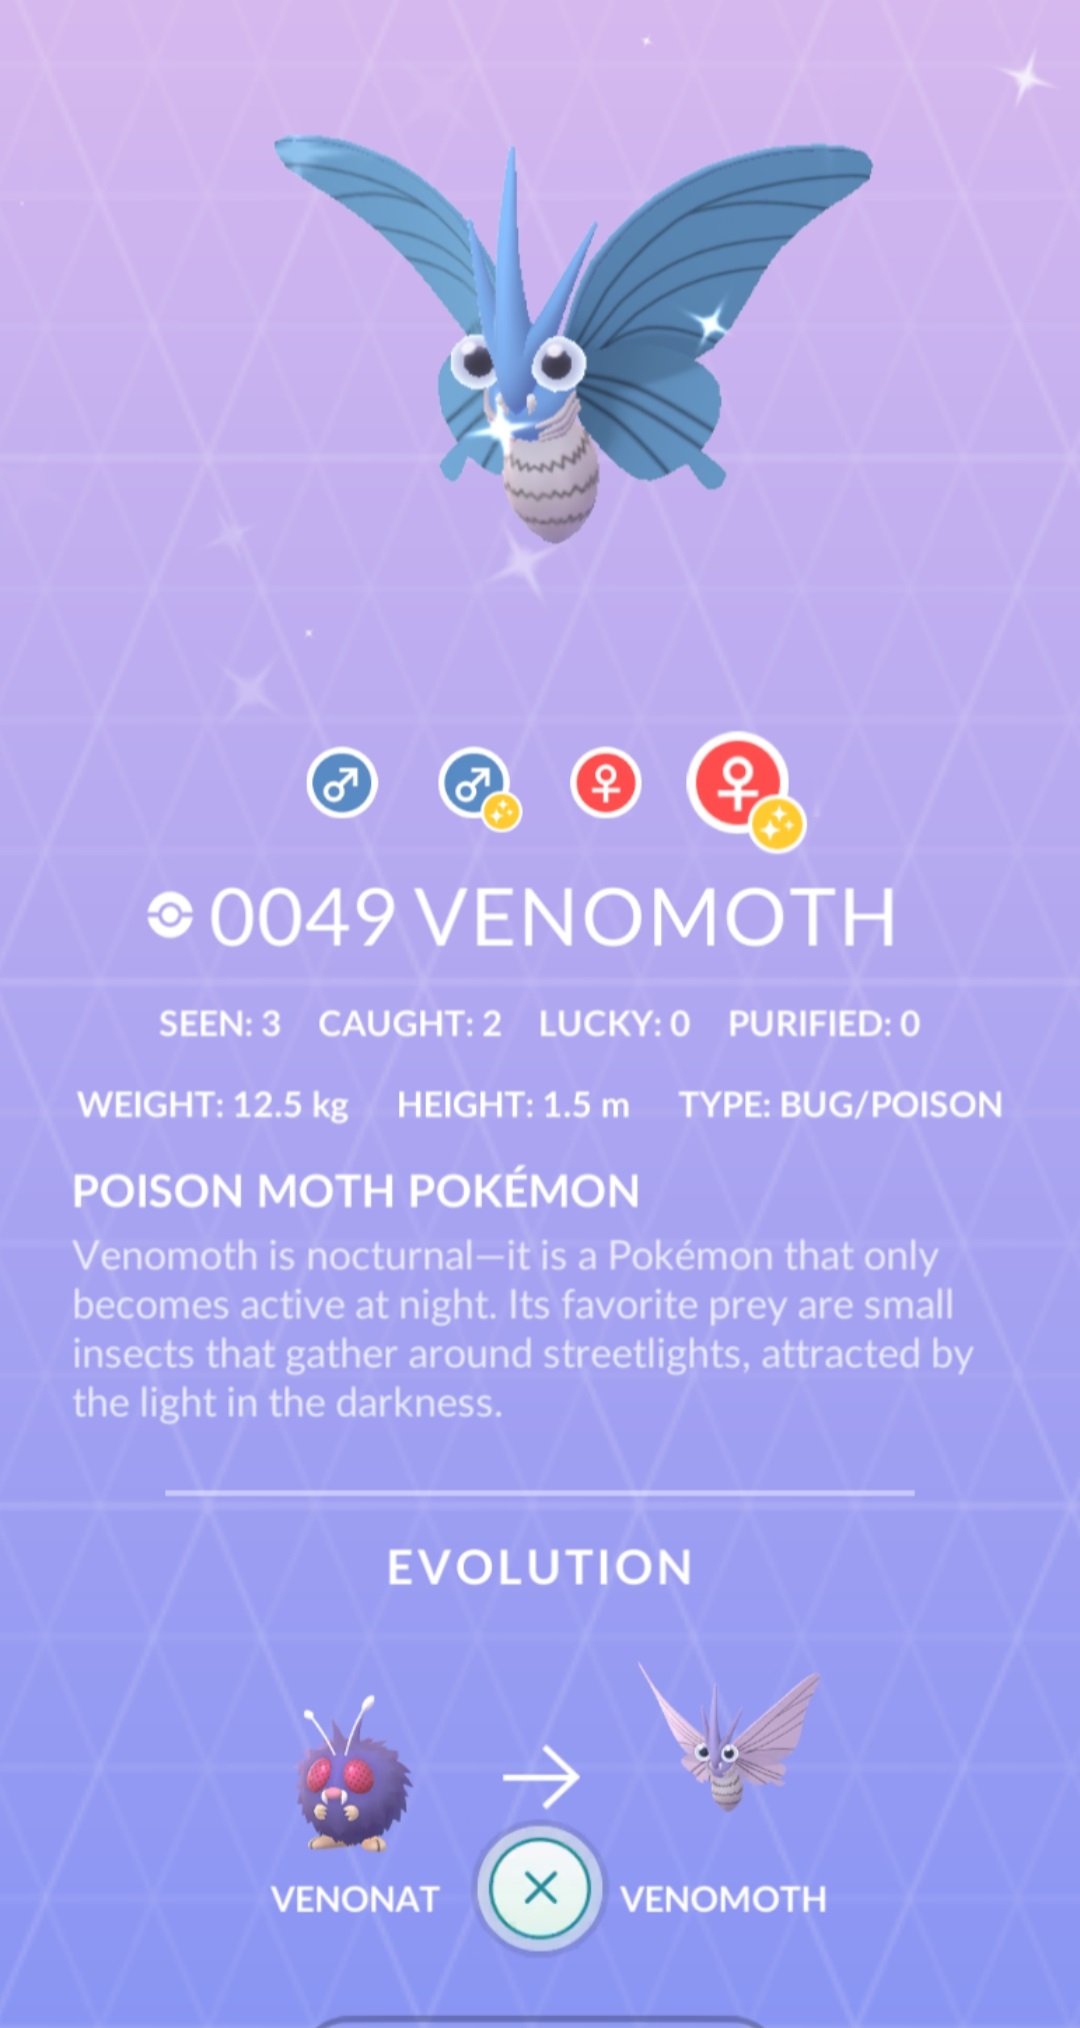 0049 VENOMOTH
SEEN: 3 CAUGHT: 2 LUCKY: 0 PURIFIED: 0
WEIGHT: 12.5 kg HEIGHT: 1.5 m TYPE: BUG/POISON
POISON MOTH POKÉMON
Venomoth is nocturnal—it is a Pokémon that only
becomes active at night. Its favorite prey are small
insects that gather around streetlights, attracted by
the light in the darkness.
EVOLUTION
VENONAT VENOMOTH